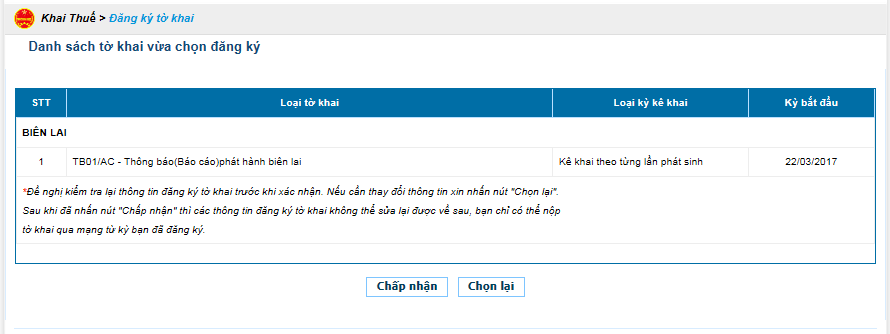 Khai Thuế > Đăng ký tờ khai
Danh sách tờ khai vừa chọn đăng ký
STT Loại tờ khai Loại kỳ kê khai Kỳ bắt đầu
BIÊN LAI
1 TB01/AC - Thông báo(Báo cáo)phát hành biên lai Kê khai theo từng lần phát sinh 22/03/2017
*Đề nghị kiểm tra lại thông tin đăng ký tờ khai trước khi xác nhận. Nếu cần thay đổi thông tin xin nhấn nút "Chọn lại".
Sau khi đã nhấn nút "Chấp nhận" thì các thông tin đăng ký tờ khai không thể sửa lại được về sau, bạn chỉ có thể nộp
tờ khai qua mạng từ kỳ bạn đã đăng ký.
Chấp nhận Chọn lại